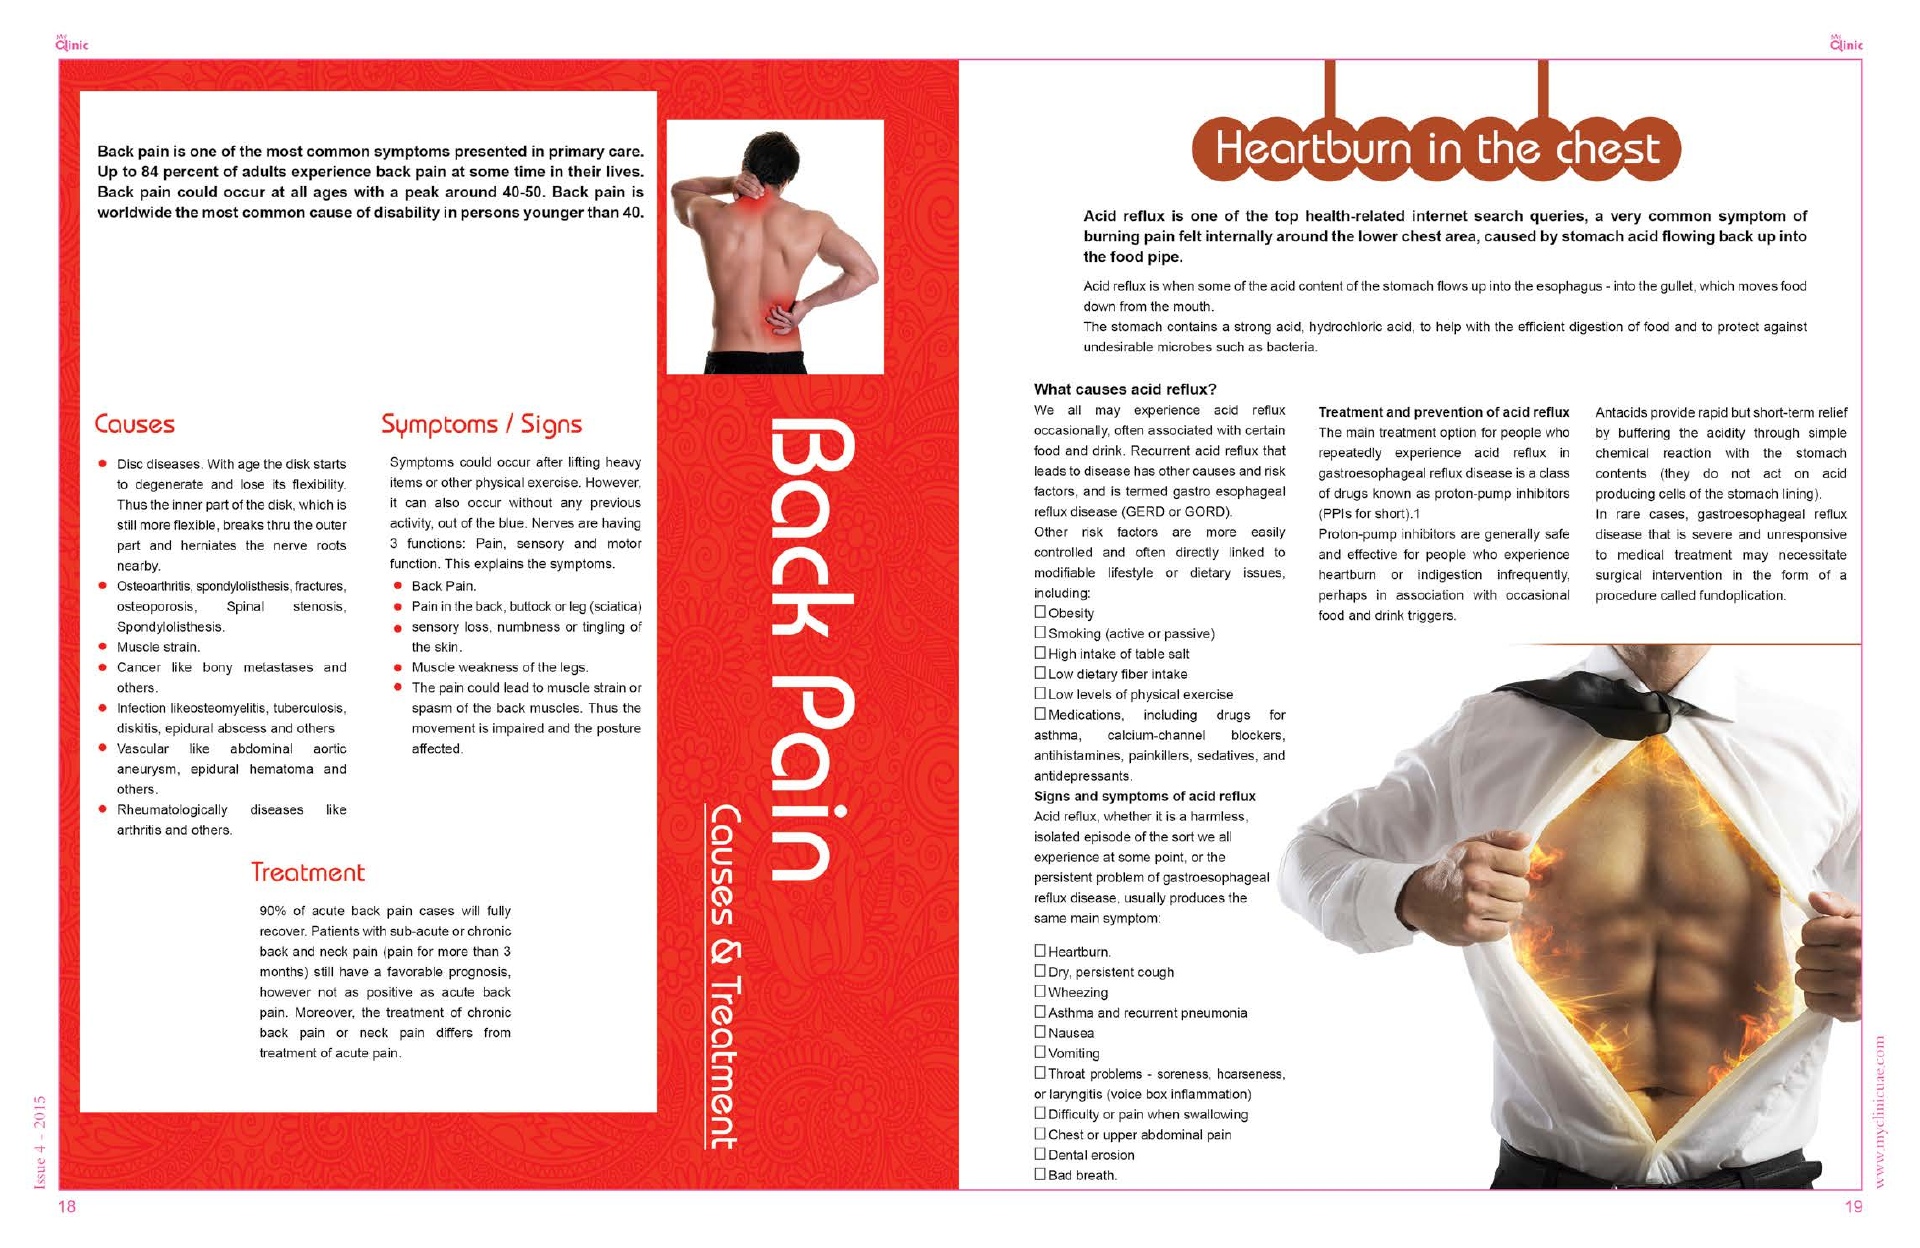 My
Clinic
Back pain is one of the most common symptoms presented in primary care.
Up to 84 percent of adults experience back pain at some time in their lives.
Back pain could occur at all ages with a peak around 40-50. Back pain is
worldwide the most common cause of disability in persons younger than 40.
Causes
Disc diseases. With age the disk starts
to degenerate and lose its flexibility.
Thus the inner part of the disk, which is
still more flexible, breaks thru the outer
part and herniates the nerve roots
nearby.
Osteoarthritis, spondylolisthesis, fractures,
osteoporosis, Spinal stenosis,
Spondylolisthesis.
Muscle strain.
Cancer like bony metastases and
others.
Infection likeosteomyelitis, tuberculosis,
diskitis, epidural abscess and others
Vascular like abdominal aortic
aneurysm, epidural hematoma and
others.
Rheumatologically diseases like
arthritis and others.
Symptoms / Signs
Symptoms could occur after lifting heavy
items or other physical exercise. However,
it can also occur without any previous
activity, out of the blue. Nerves are having
3 functions: Pain, sensory and motor
function. This explains the symptoms.
Back Pain.
Pain in the back, buttock or leg (sciatica)
sensory loss, numbness or tingling of
the skin.
Muscle weakness of the legs.
The pain could lead to muscle strain or
spasm of the back muscles. Thus the
movement is impaired and the posture
affected.
Treatment
90% of acute back pain cases will fully
recover. Patients with sub-acute or chronic
back and neck pain (pain for more than 3
months) still have a favorable prognosis,
however not as positive as acute back
pain. Moreover, the treatment of chronic
back pain or neck pain differs from
treatment of acute pain.
Back Pain
Causes & Treatment
Issue 4 - 2015
18
My
Clinic
Heartburn in the chest
Acid reflux is one of the top health-related internet search queries, a very common symptom of
burning pain felt internally around the lower chest area, caused by stomach acid flowing back up into
the food pipe.
Acid reflux is when some of the acid content of the stomach flows up into the esophagus - into the gullet, which moves food
down from the mouth.
The stomach contains a strong acid, hydrochloric acid, to help with the efficient digestion of food and to protect against
undesirable microbes such as bacteria.
What causes acid reflux?
We all may experience acid reflux
occasionally, often associated with certain
food and drink. Recurrent acid reflux that
leads to disease has other causes and risk
factors, and is termed gastro esophageal
reflux disease (GERD or GORD).
Other risk factors are more easily
controlled and often directly linked to
modifiable lifestyle or dietary issues,
including:
Obesity
Smoking (active or passive)
High intake of table salt
Low dietary fiber intake
Low levels of physical exercise
Medications, including drugs for
asthma, calcium-channel blockers,
antihistamines, painkillers, sedatives, and
antidepressants.
Signs and symptoms of acid reflux
Acid reflux, whether it is a harmless,
isolated episode of the sort we all
experience at some point, or the
persistent problem of gastroesophageal
reflux disease, usually produces the
same main symptom:
Heartburn.
Dry, persistent cough
Wheezing
Asthma and recurrent pneumonia
Nausea
Vomiting
Throat problems - soreness, hoarseness,
or laryngitis (voice box inflammation)
Difficulty or pain when swallowing
Chest or upper abdominal pain
Dental erosion
Bad breath.
Treatment and prevention of acid reflux
The main treatment option for people who
repeatedly experience acid reflux in
gastroesophageal reflux disease is a class
of drugs known as proton-pump inhibitors
(PPIs for short).1
Proton-pump inhibitors are generally safe
and effective for people who experience
heartburn or indigestion infrequently,
perhaps in association with occasional
food and drink triggers.
Antacids provide rapid but short-term relief
by buffering the acidity through simple
chemical reaction with the stomach
contents (they do not act on acid
producing cells of the stomach lining).
In rare cases, gastroesophageal reflux
disease that is severe and unresponsive
to medical treatment may necessitate
surgical intervention in the form of a
procedure called fundoplication.
www.myclinicuae.com
19